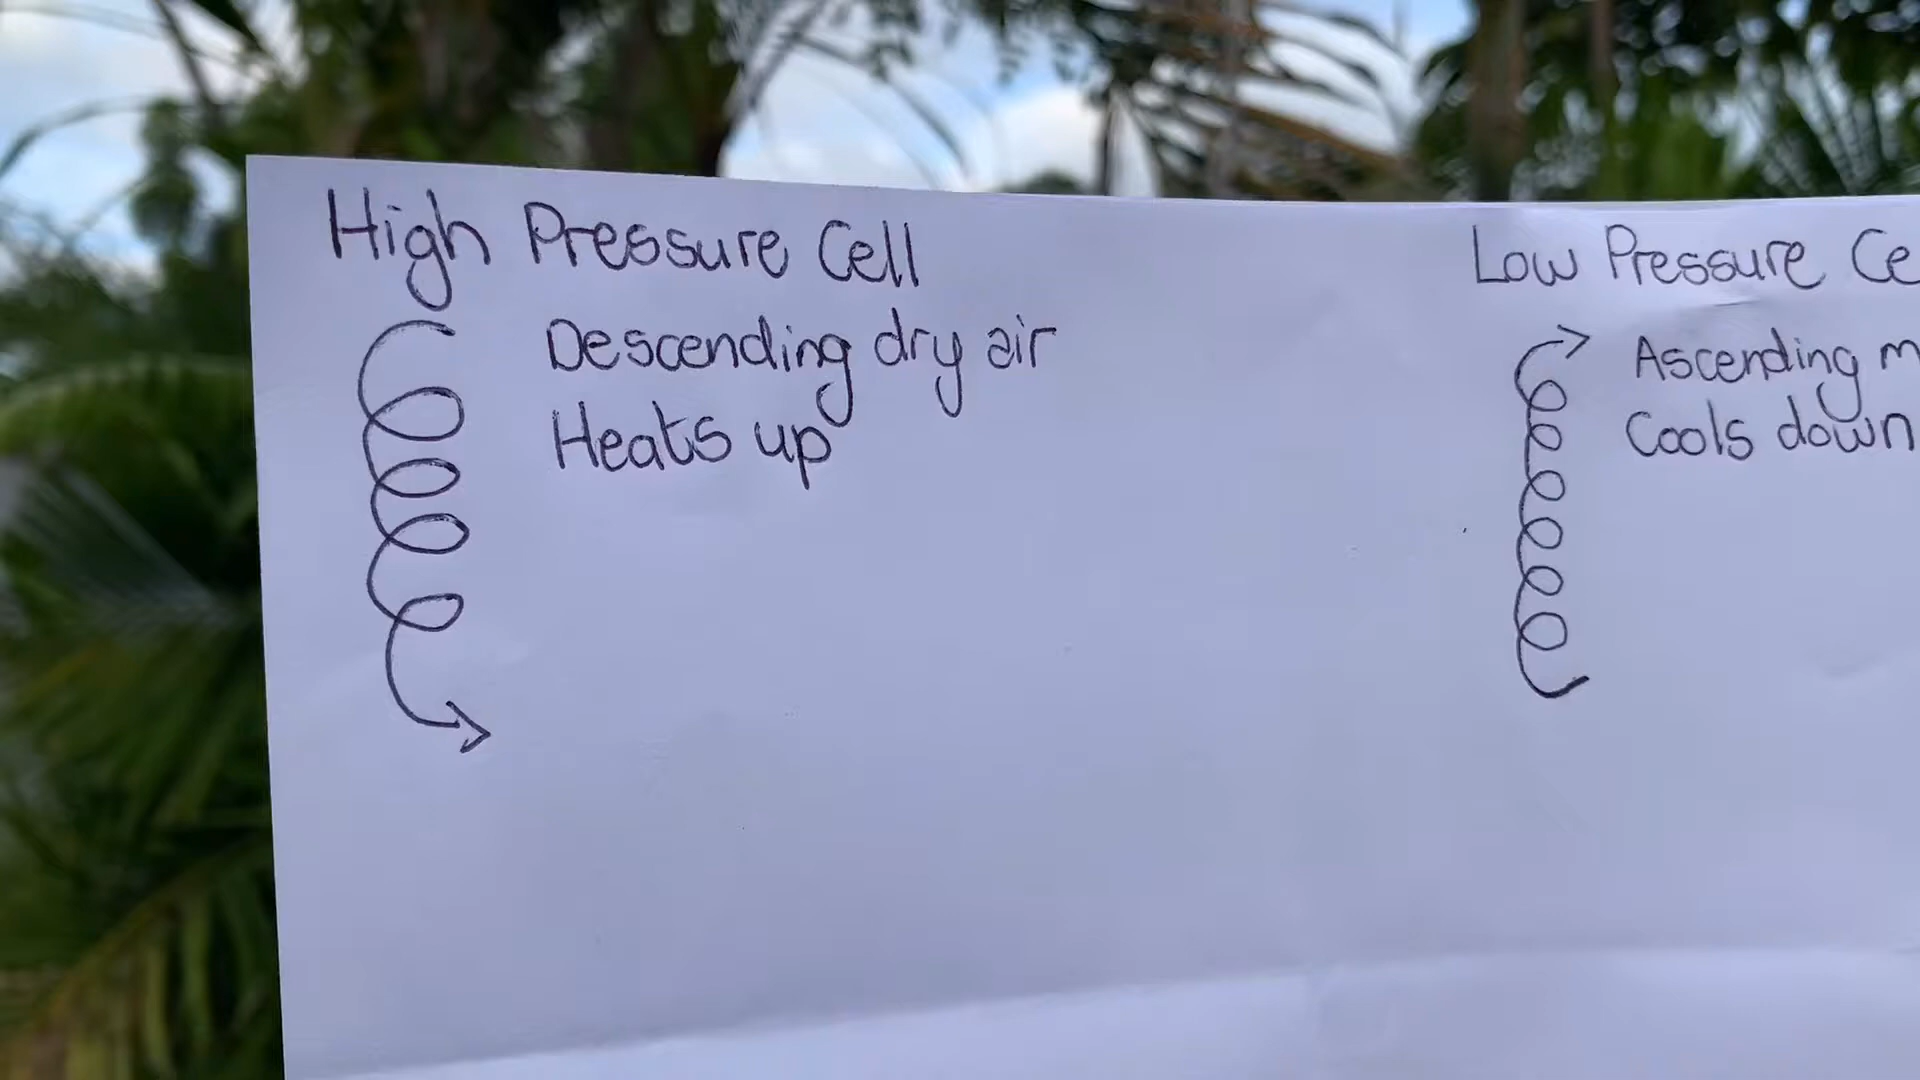 High Pressure Cell
Descending dry air
Heats up
Low Pressure
Ascending
Cools down